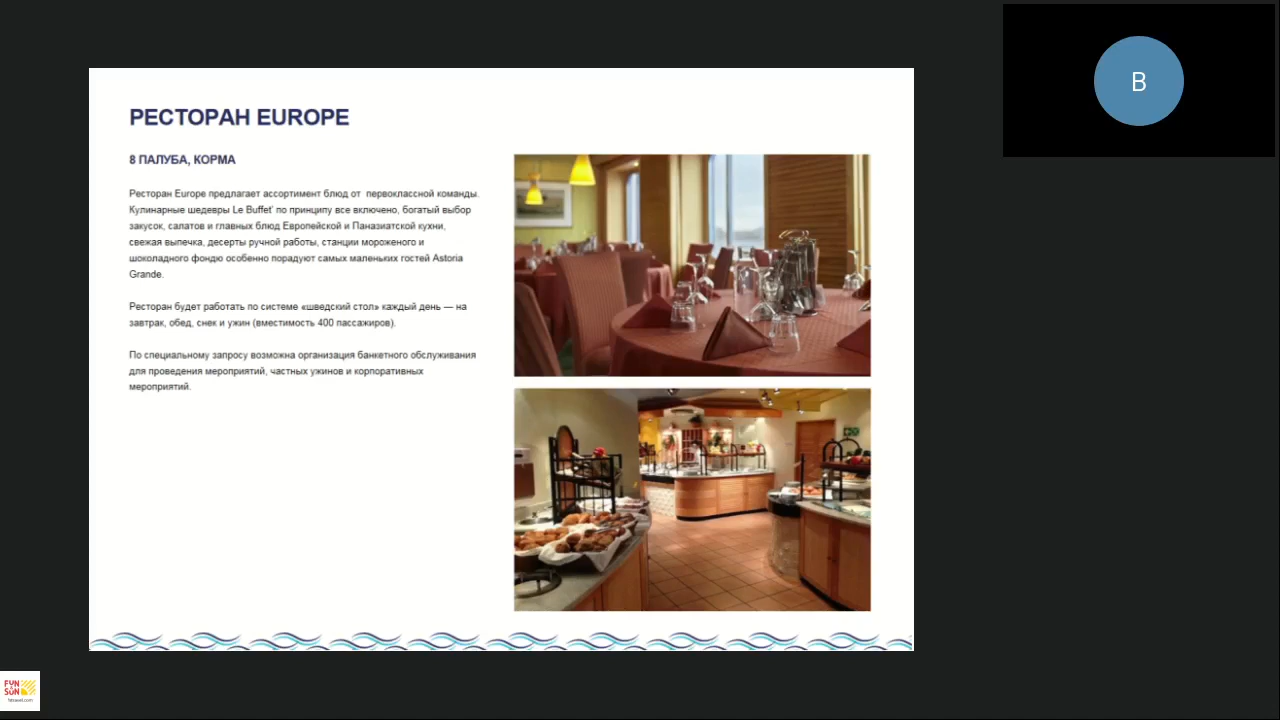 РЕСТОРАН EUROPE
8 ПАЛУБА, КОРМА
Ресторан Europe предлагает ассортимент блюд от первоклассной команды.
Кулинарные шедевры Le Buffet' по принципу все включено, богатый выбор
закусок, салатов и главных блюд Европейской и Паназиатской кухни,
свежая выпечка, десерты ручной работы, станции мороженого и
шоколадного фондю особенно порадуют самых маленьких гостей Astoria
Grande.
Ресторан будет работать по системе «шведский стол» каждый день — на
завтрак, обед, снек и ужин (вместимость 400 пассажиров).
По специальному запросу возможна организация банкетного обслуживания
для проведения мероприятий, частных ужинов и корпоративных
мероприятий.
B
FUN
SUN